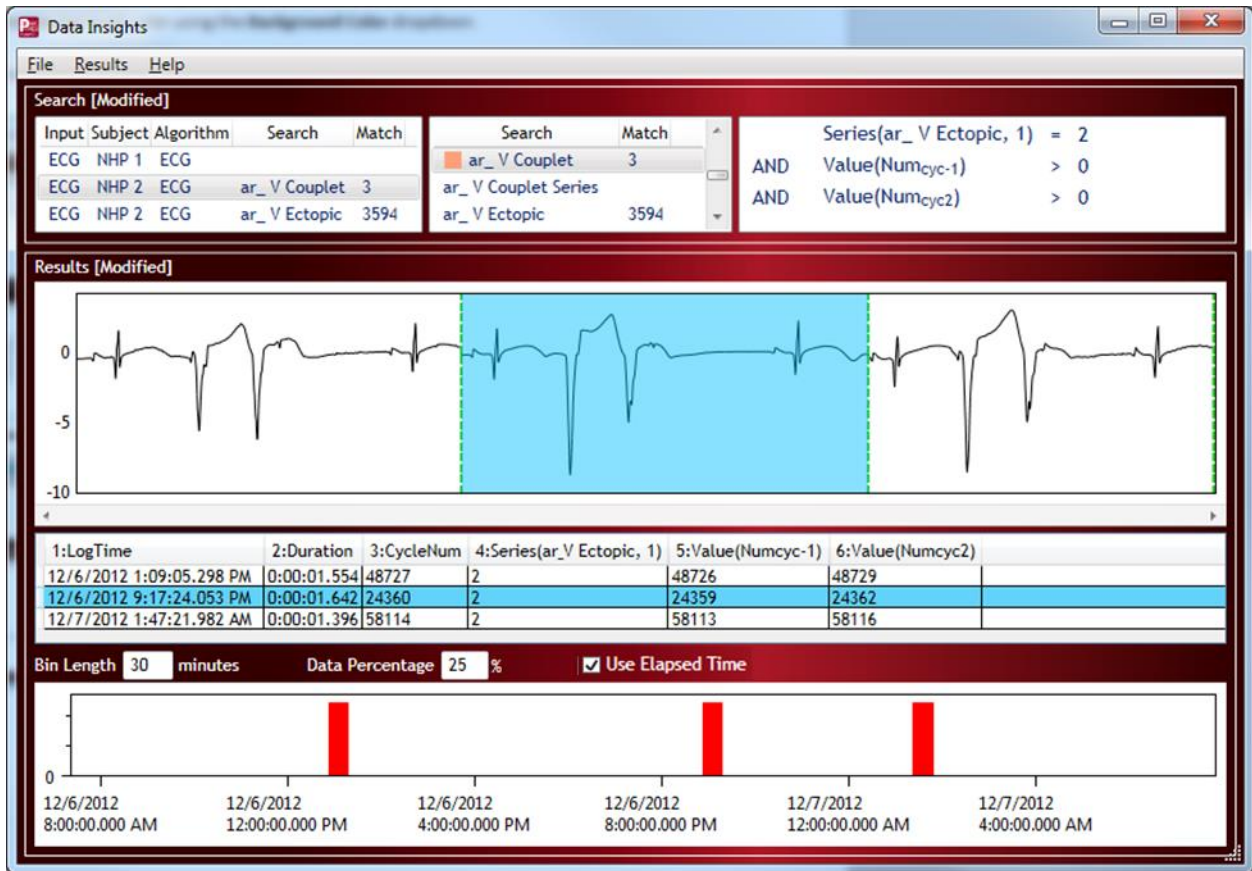 Data Insights
File Results Help
Search [Modified]
Input Subject Algorithm Search Match
ECG NHP 1 ECG
ECG NHP 2 ECG ar_ V Couplet 3
ECG NHP 2 ECG ar_ V Ectopic 3594
Search Match
ar_ V Couplet 3
ar_ V Couplet Series
ar_ V Ectopic 3594
Series(ar_ V Ectopic, 1) = 2
AND Value(Numcyc-1) > 0
AND Value(Numcyc2) > 0
Results [Modified]
0
-5
-10
1:LogTime 2:Duration 3:CycleNum 4:Series(ar_V Ectopic, 1) 5:Value(Numcyc-1) 6:Value(Numcyc2)
12/6/2012 1:09:05.298 PM 0:00:01.554 48727 2 48726 48729
12/6/2012 9:17:24.053 PM 0:00:01.642 24360 2 24359 24362
12/7/2012 1:47:21.982 AM 0:00:01.396 58114 2 58113 58116
Bin Length 30 minutes Data Percentage 25 % Use Elapsed Time
0
12/6/2012 12/6/2012 12/6/2012 12/6/2012 12/7/2012 12/7/2012
8:00:00.000 AM 12:00:00.000 PM 4:00:00.000 PM 8:00:00.000 PM 12:00:00.000 AM 4:00:00.000 AM